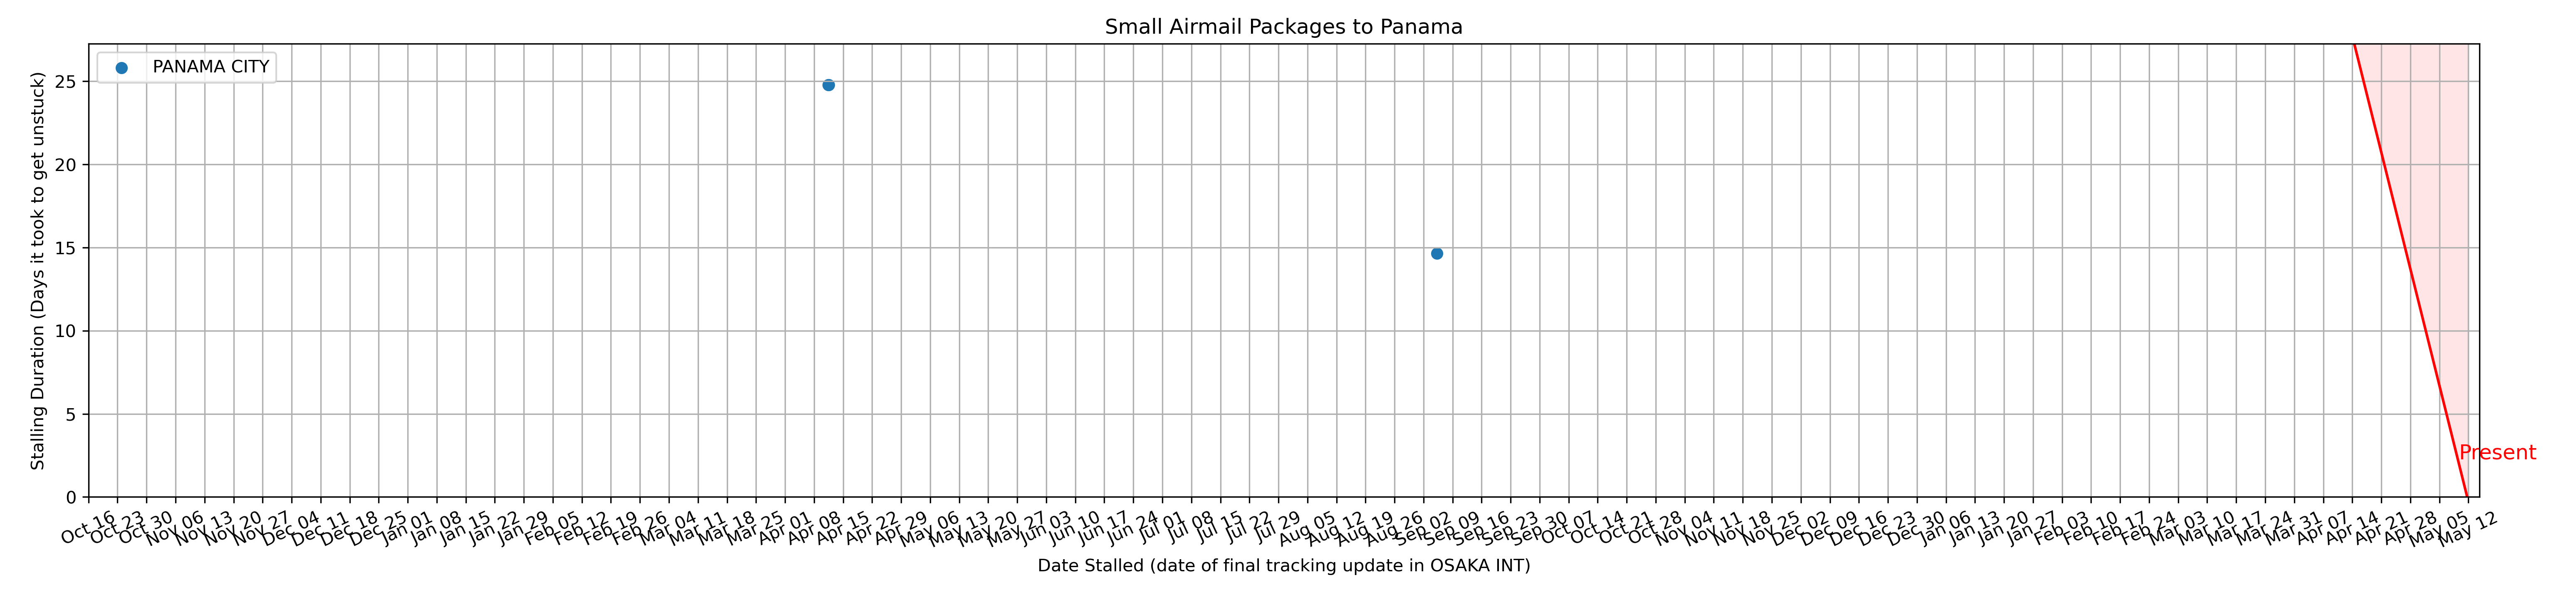 Small Airmail Packages to Panama
PANAMA CITY
Stalling Duration (Days it took to get unstuck)
25
20
15
10
5
0
Present
Oct 16
Oct 23
Oct 30
Nov 06
Nov 13
Nov 20
Nov 27
Dec 04
Dec 11
Dec 18
Dec 25
Jan 01
Jan 08
Jan 15
Jan 22
Jan 29
Feb 05
Feb 12
Feb 19
Feb 26
Mar 04
Mar 11
Mar 18
Mar 25
Apr 01
Apr 08
Apr 15
Apr 22
Apr 29
May 06
May 13
May 20
May 27
Jun 03
Jun 10
Jun 17
Jun 24
Jul 01
Jul 08
Jul 15
Jul 22
Jul 29
Aug 05
Aug 12
Aug 19
Aug 26
Sep 02
Sep 09
Sep 16
Sep 23
Sep 30
Oct 07
Oct 14
Oct 21
Oct 28
Nov 04
Nov 11
Nov 18
Nov 25
Dec 02
Dec 09
Dec 16
Dec 23
Dec 30
Jan 06
Jan 13
Jan 20
Jan 27
Feb 03
Feb 10
Feb 17
Feb 24
Mar 03
Mar 10
Mar 17
Mar 24
Mar 31
Apr 07
Apr 14
Apr 21
Apr 28
May 05
May 12
Date Stalled (date of final tracking update in OSAKA INT)